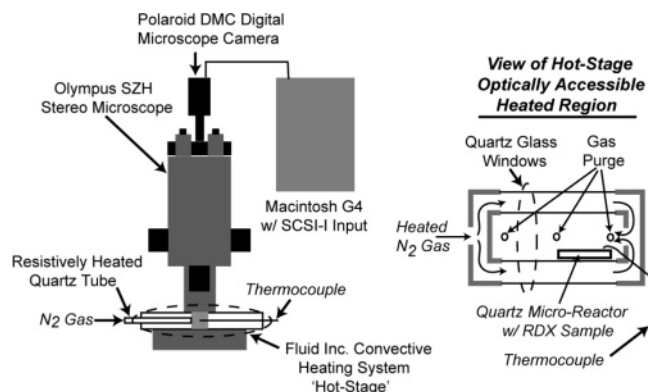 Polaroid DMC Digital
Microscope Camera
Olympus SZH
Stereo Microscope
Macintosh G4
w/ SCSI-I Input
Resistively Heated
Quartz Tube
N2 Gas
Thermocouple
Fluid Inc. Convective
Heating System
'Hot-Stage'
View of Hot-Stage
Optically Accessible
Heated Region
Quartz Glass
Windows
Gas
Purge
Heated
N2 Gas
Quartz Micro-Reactor
w/ RDX Sample
Thermocouple